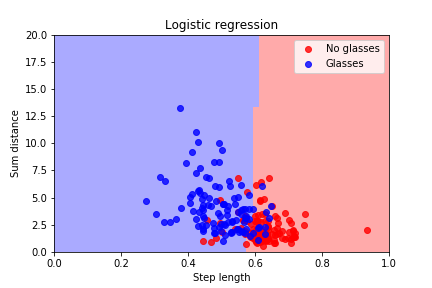 Logistic regression
No glasses
Glasses
Sum distance
20.0
17.5
15.0
12.5
10.0
7.5
5.0
2.5
0.0
0.0 0.2 0.4 0.6 0.8 1.0
Step length